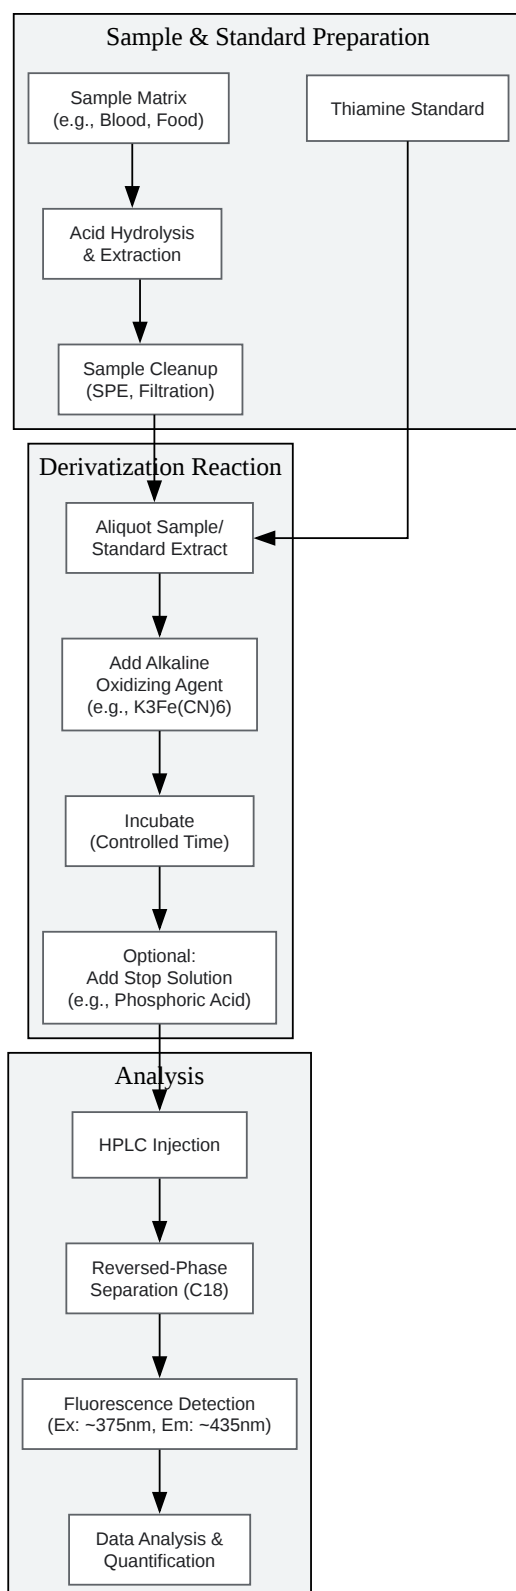 Sample & Standard Preparation
Sample Matrix
(e.g., Blood, Food)
Thiamine Standard
Acid Hydrolysis
& Extraction
Sample Cleanup
(SPE, Filtration)
Derivatization Reaction
Aliquot Sample/
Standard Extract
Add Alkaline
Oxidizing Agent
(e.g., K3Fe(CN)6)
Incubate
(Controlled Time)
Optional:
Add Stop Solution
(e.g., Phosphoric Acid)
Analysis
HPLC Injection
Reversed-Phase
Separation (C18)
Fluorescence Detection
(Ex: ~375nm, Em: ~435nm)
Data Analysis &
Quantification